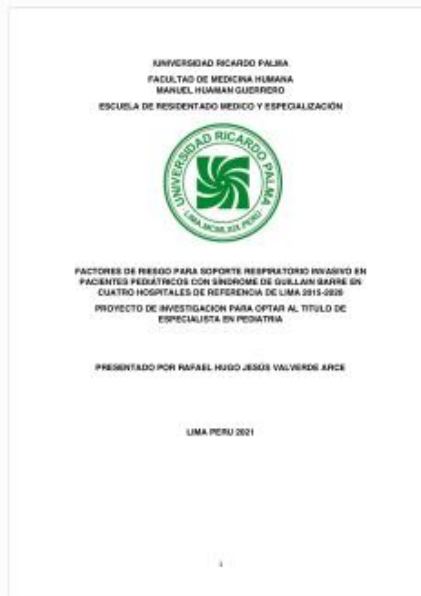 UNIVERSIDAD RICARDO PALMA
FACULTAD DE MEDICINA HUMANA
MANUEL HUAMAN GUERRERO
ESCUELA DE RESIDENTADO MEDICO Y ESPECIALIZACIÓN
UNIVERSIDAD RICARDO PALMA
LIMA, MCMLXIX, PERU
FACTORES DE RIESGO PARA SOPORTE RESPIRATORIO INVASIVO EN
PACIENTES PEDIÁTRICOS CON SÍNDROME DE GUILLAIN BARRE EN
CUATRO HOSPITALES DE REFERENCIA DE LIMA 2015-2020
PROYECTO DE INVESTIGACION PARA OPTAR AL TITULO DE
ESPECIALISTA EN PEDIATRIA
PRESENTADO POR RAFAEL HUGO JESÚS VALVERDE ARCE
LIMA PERU 2021